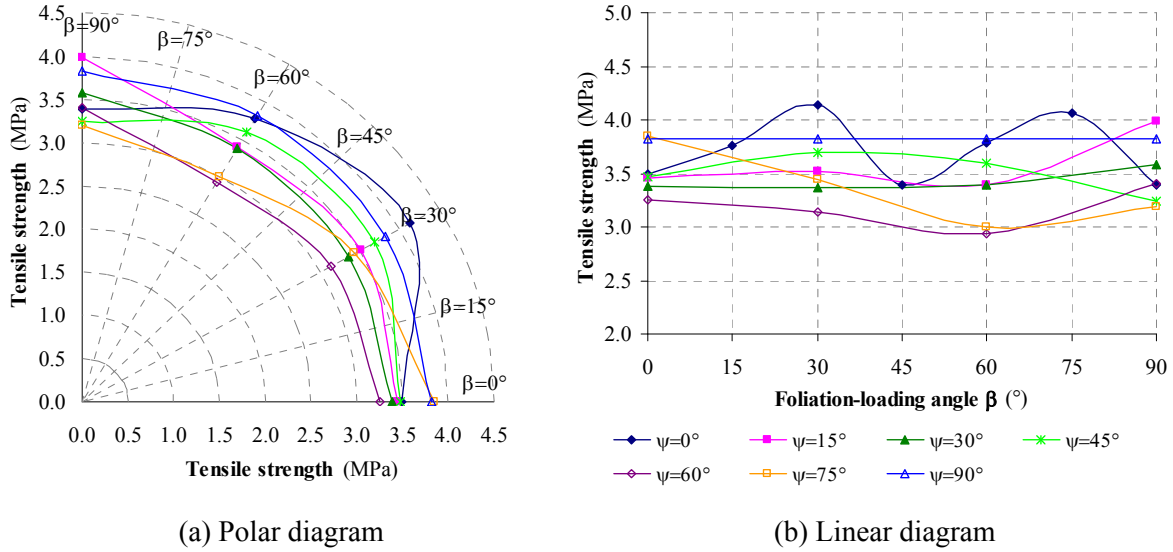 4.5
4.0
3.5
3.0
2.5
2.0
1.5
1.0
0.5
0.0
Tensile strength (MPa)
β=90°
β=75°
β=60°
β=45°
β=30°
β=15°
β=0°
0.0 0.5 1.0 1.5 2.0 2.5 3.0 3.5 4.0 4.5
Tensile strength (MPa)
(a) Polar diagram
5.0
4.5
4.0
3.5
3.0
2.5
2.0
Tensile strength (MPa)
0 15 30 45 60 75 90
Foliation-loading angle β (°)
ψ=0° ψ=15° ψ=30° ψ=45°
ψ=60° ψ=75° ψ=90°
(b) Linear diagram